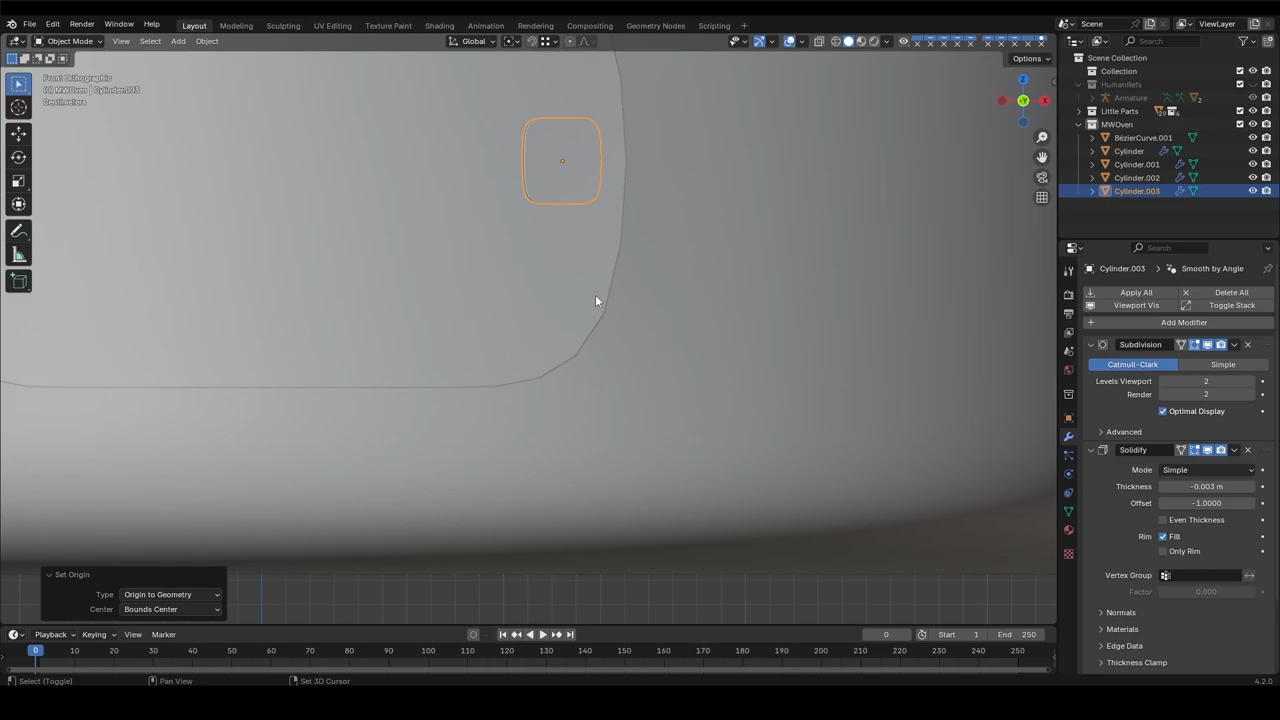 File Edit Render Window Help Layout Modeling Sculpting UV Editing Texture Paint Shading Animation Rendering Compositing Geometry Nodes Scripting Scene ViewLayer
Object Mode View Select Add Object Global Search
Options
Front Orthographic
(0) MWOven | Cylinder.003
Centimeters
Z
Y
X
Scene Collection
Collection
HumanRefs
Armature 2
Little Parts
MWOven
BézierCurve.001
Cylinder
Cylinder.001
Cylinder.002
Cylinder.003
Search
Cylinder.003 > Smooth by Angle
Apply All Delete All
Viewport Vis Toggle Stack
Add Modifier
Subdivision
Catmull-Clark Simple
Levels Viewport 2
Render 2
Optimal Display
Advanced
Solidify
Mode Simple
Thickness -0.003 m
Offset -1.0000
Even Thickness
Rim Fill
Only Rim
Vertex Group
Factor 0.000
Normals
Materials
Edge Data
Thickness Clamp
Set Origin
Type Origin to Geometry
Center Bounds Center
Playback Keying View Marker 0 Start 1 End 250
0 10 20 30 40 50 60 70 80 90 100 110 120 130 140 150 160 170 180 190 200 210 220 230 240 250
Select (Toggle) Pan View Set 3D Cursor 4.2.0